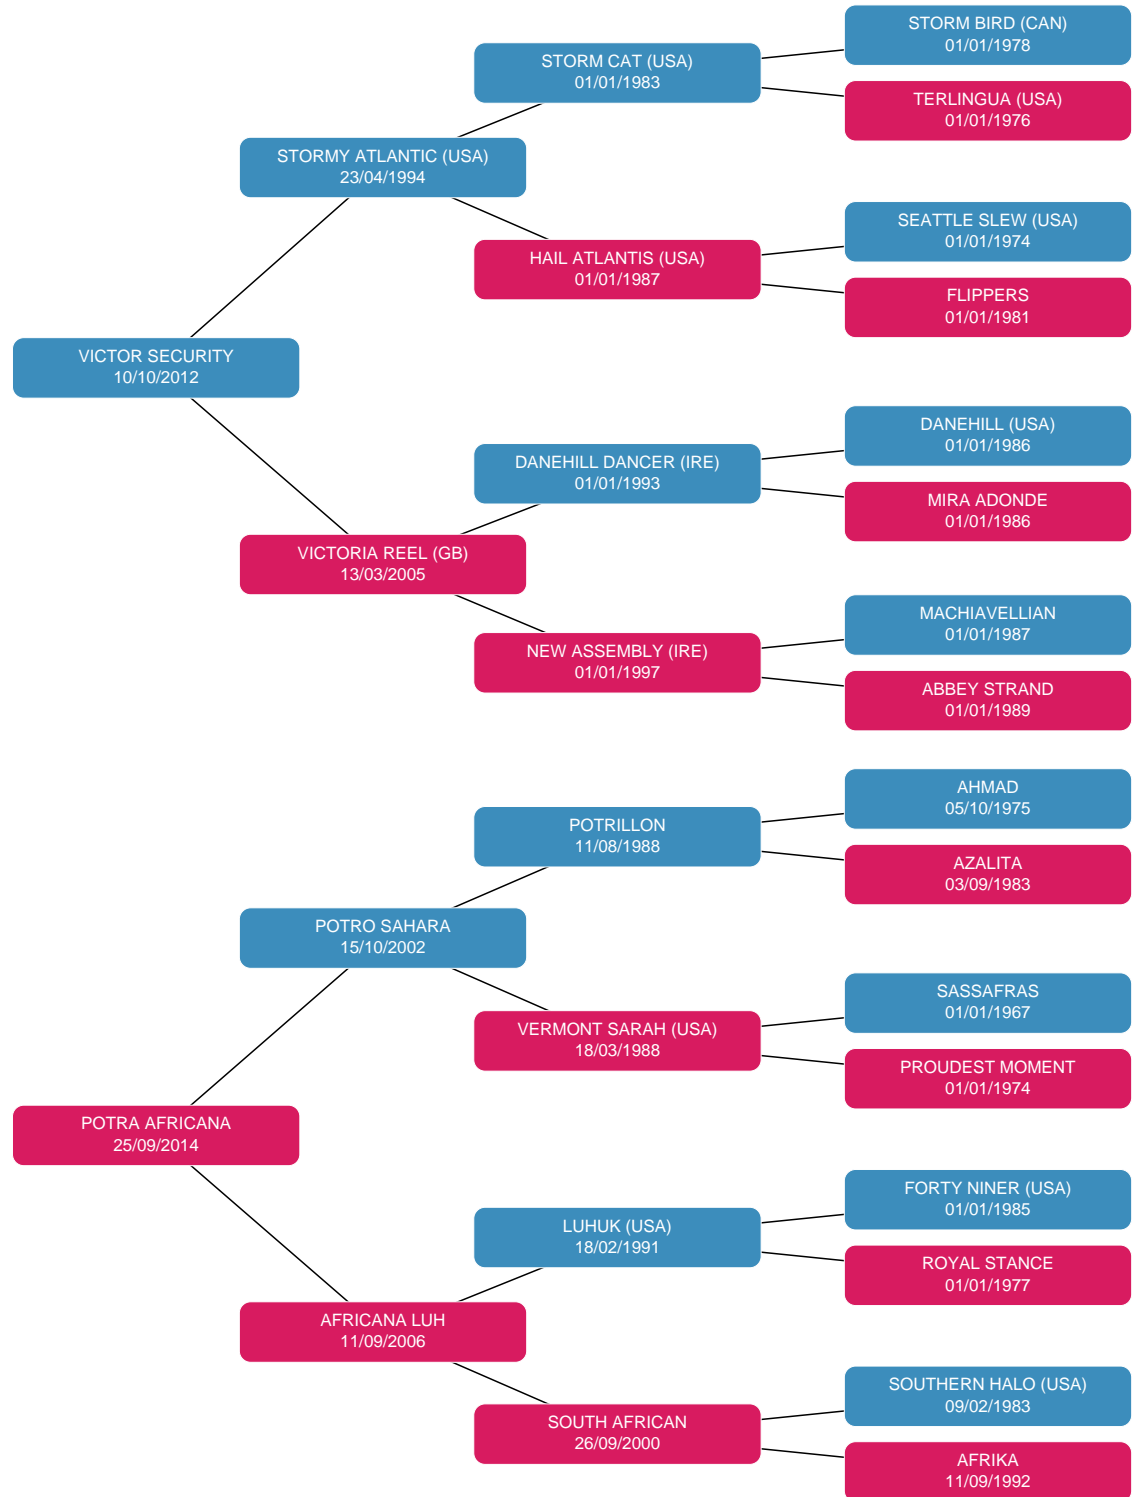 STORM BIRD (CAN)
01/01/1978
STORM CAT (USA)
01/01/1983
TERLINGUA (USA)
01/01/1976
STORMY ATLANTIC (USA)
23/04/1994
SEATTLE SLEW (USA)
01/01/1974
HAIL ATLANTIS (USA)
01/01/1987
FLIPPERS
01/01/1981
VICTOR SECURITY
10/10/2012
DANEHILL (USA)
01/01/1986
DANEHILL DANCER (IRE)
01/01/1993
MIRA ADONDE
01/01/1986
VICTORIA REEL (GB)
13/03/2005
MACHIAVELLIAN
01/01/1987
NEW ASSEMBLY (IRE)
01/01/1997
ABBEY STRAND
01/01/1989
AHMAD
05/10/1975
POTRILLON
11/08/1988
AZALITA
03/09/1983
POTRO SAHARA
15/10/2002
SASSAFRAS
01/01/1967
VERMONT SARAH (USA)
18/03/1988
PROUDEST MOMENT
01/01/1974
POTRA AFRICANA
25/09/2014
FORTY NINER (USA)
01/01/1985
LUHUK (USA)
18/02/1991
ROYAL STANCE
01/01/1977
AFRICANA LUH
11/09/2006
SOUTHERN HALO (USA)
09/02/1983
SOUTH AFRICAN
26/09/2000
AFRIKA
11/09/1992